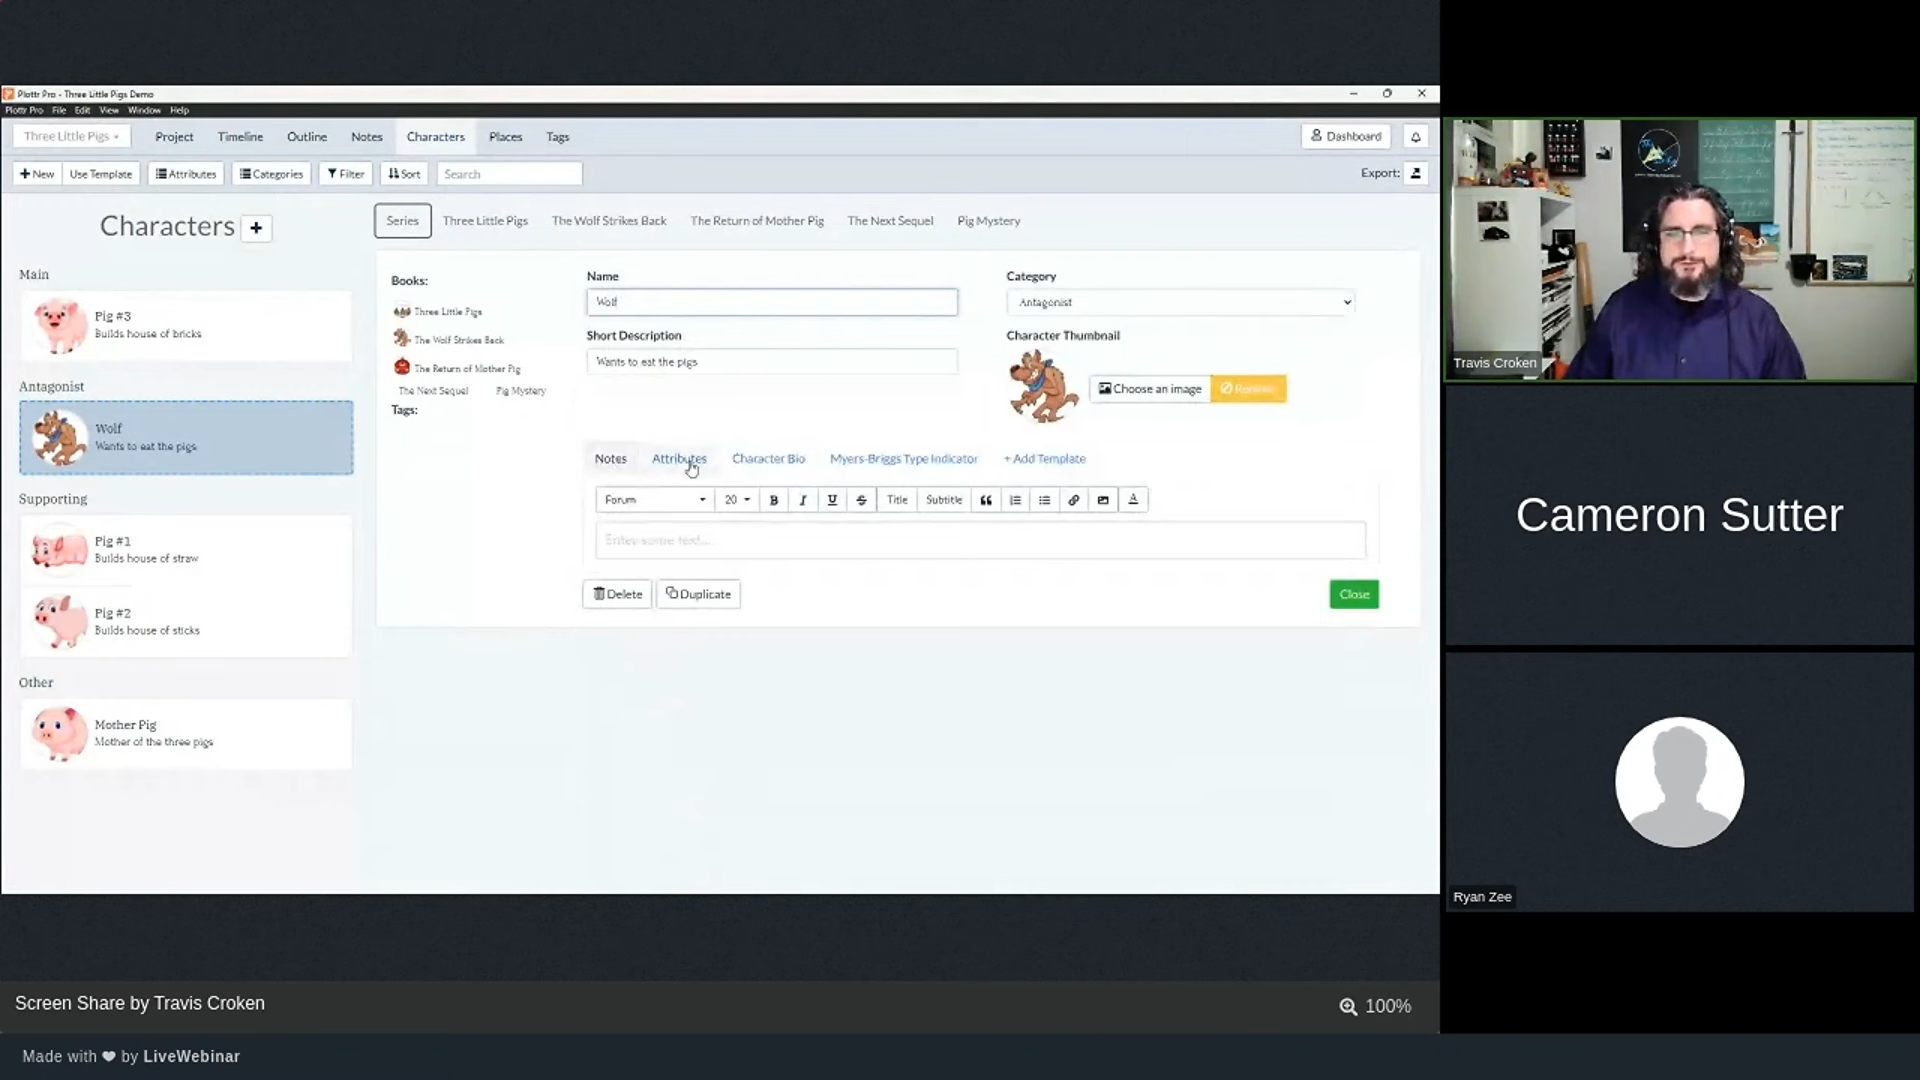 Plottr Pro - Three Little Pigs Demo
Plottr Pro File Edit View Window Help
Three Little Pigs Project Timeline Outline Notes Characters Places Tags Dashboard
New Use Template Attributes Categories Filter Sort Search Export:
Characters +
Series Three Little Pigs The Wolf Strikes Back The Return of Mother Pig The Next Sequel Pig Mystery
Main
Pig #3
Builds house of bricks
Antagonist
Wolf
Wants to eat the pigs
Supporting
Pig #1
Builds house of straw
Pig #2
Builds house of sticks
Other
Mother Pig
Mother of the three pigs
Books:
Three Little Pigs
The Wolf Strikes Back
The Return of Mother Pig
The Next Sequel Pig Mystery
Tags:
Name
Wolf
Short Description
Wants to eat the pigs
Category
Antagonist
Character Thumbnail
Choose an image Remove
Notes Attributes Character Bio Myers-Briggs Type Indicator + Add Template
Forum 20 B I U S Title Subtitle A
Enter some text...
Delete Duplicate Close
Travis Croken
Cameron Sutter
Ryan Zee
Screen Share by Travis Croken
100%
Made with ❤ by LiveWebinar